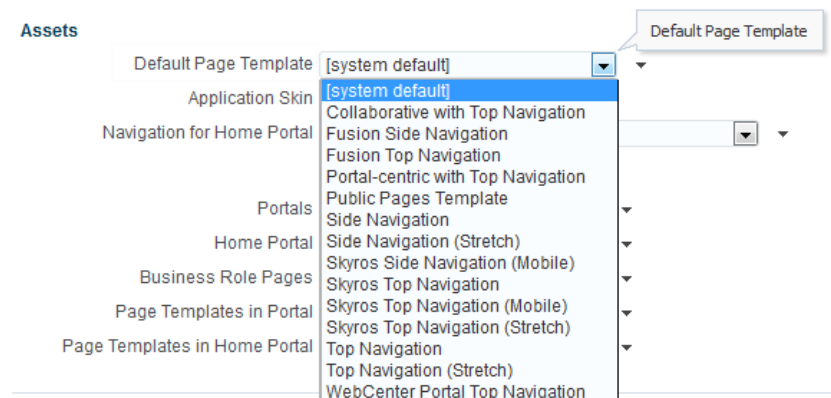 Assets
Default Page Template
Default Page Template [system default]
Application Skin [system default]
Collaborative with Top Navigation
Navigation for Home Portal Fusion Side Navigation
Fusion Top Navigation
Portal-centric with Top Navigation
Public Pages Template
Portals
Side Navigation
Home Portal Side Navigation (Stretch)
Skyros Side Navigation (Mobile)
Business Role Pages
Skyros Top Navigation
Page Templates in Portal Skyros Top Navigation (Mobile)
Skyros Top Navigation (Stretch)
Page Templates in Home Portal Top Navigation
Top Navigation (Stretch)
WebCenter Portal Top Navigation